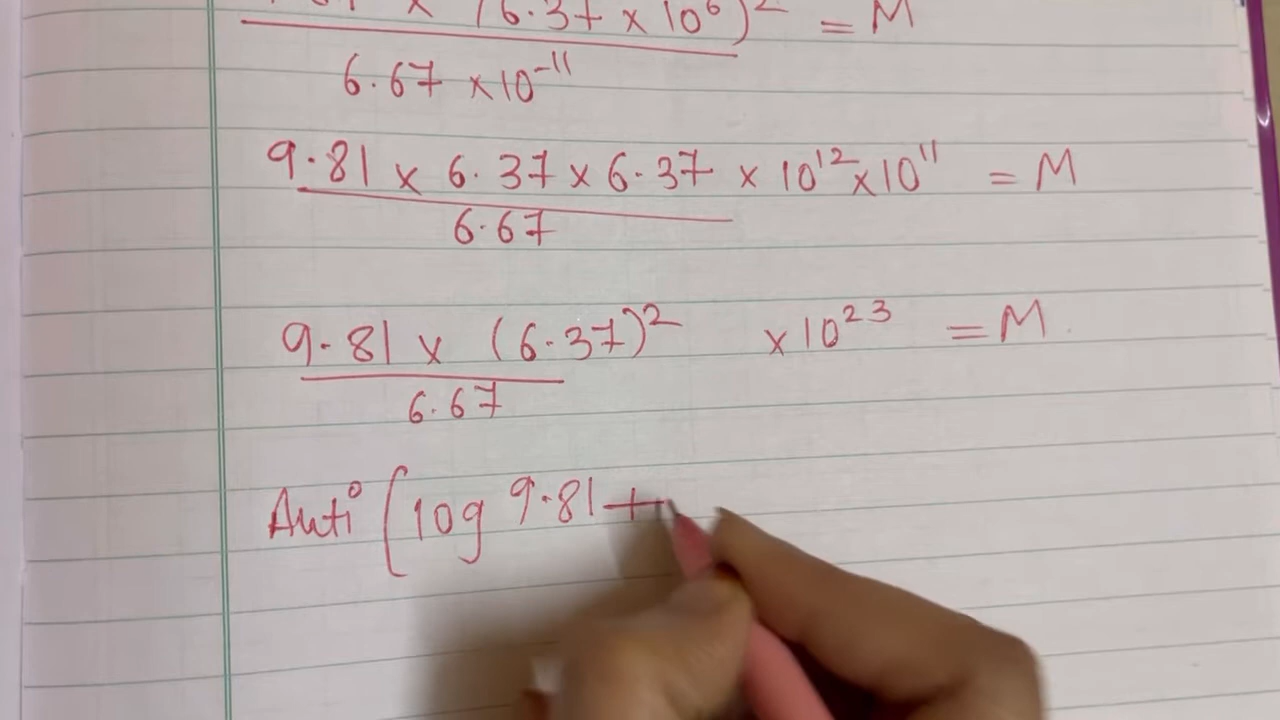 × (6.37 × 10⁶)² = M
6.67 ×10⁻¹¹
9.81 × 6.37 × 6.37 × 10¹² × 10¹¹ = M
6.67
9.81 × (6.37)² ×10²³ = M
6.67
Anti (log 9.81 +